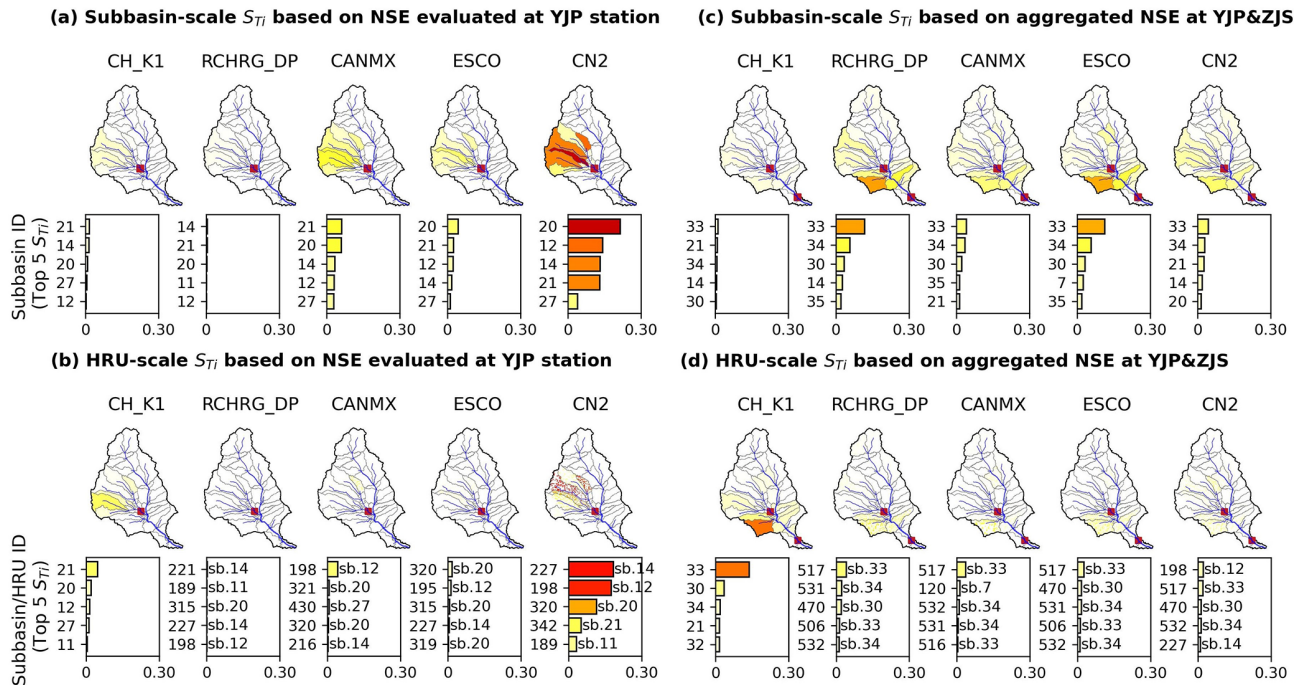 (a) Subbasin-scale S_Ti based on NSE evaluated at YJP station
CH_K1 RCHRG_DP CANMX ESCO CN2
Subbasin ID
(Top 5 S_Ti)
21
14
20
27
12
0 0.30
14
21
20
11
12
0 0.30
21
20
14
12
27
0 0.30
20
21
12
14
27
0 0.30
20
12
14
21
27
0 0.30
(c) Subbasin-scale S_Ti based on aggregated NSE at YJP&ZJS
CH_K1 RCHRG_DP CANMX ESCO CN2
33
21
34
14
30
0 0.30
33
34
30
14
35
0 0.30
33
34
30
35
21
0 0.30
33
34
30
7
35
0 0.30
33
30
21
14
20
0 0.30
(b) HRU-scale S_Ti based on NSE evaluated at YJP station
CH_K1 RCHRG_DP CANMX ESCO CN2
Subbasin/HRU ID
(Top 5 S_Ti)
21
20
12
27
11
0 0.30
221 sb.14
189 sb.11
315 sb.20
227 sb.14
198 sb.12
0 0.30
198 sb.12
321 sb.20
430 sb.27
320 sb.20
216 sb.14
0 0.30
320 sb.20
195 sb.12
315 sb.20
227 sb.14
319 sb.20
0 0.30
227 sb.14
198 sb.12
320 sb.20
342 sb.21
189 sb.11
0 0.30
(d) HRU-scale S_Ti based on aggregated NSE at YJP&ZJS
CH_K1 RCHRG_DP CANMX ESCO CN2
33
30
34
21
32
0 0.30
517 sb.33
531 sb.34
470 sb.30
506 sb.33
532 sb.34
0 0.30
517 sb.33
120 sb.7
532 sb.34
531 sb.34
516 sb.33
0 0.30
517 sb.33
470 sb.30
531 sb.34
506 sb.33
532 sb.34
0 0.30
198 sb.12
517 sb.33
470 sb.30
532 sb.34
227 sb.14
0 0.30